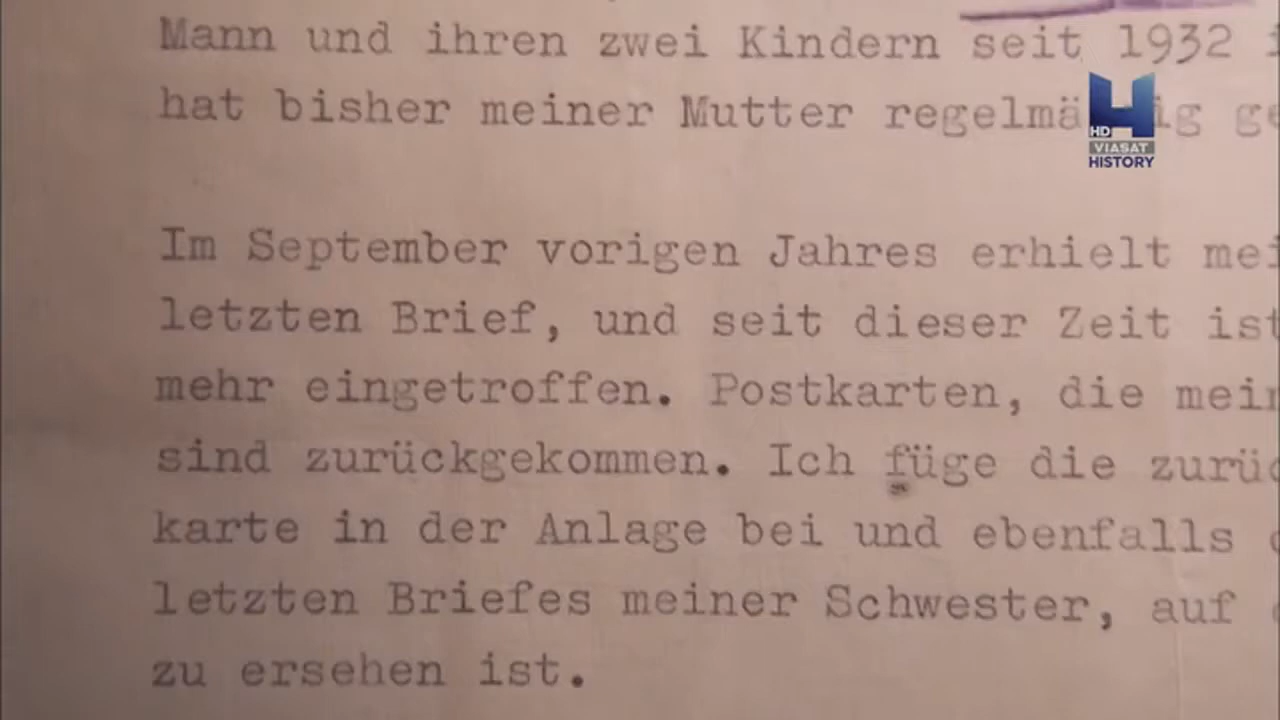 Mann und ihren zwei Kindern seit 1932
hat bisher meiner Mutter regelmä ig
HD
VIASAT
HISTORY
Im September vorigen Jahres erhielt
letzten Brief, und seit dieser Zeit
mehr eingetroffen. Postkarten, die
sind zurückgekommen. Ich füge die
karte in der Anlage bei und ebenfalls
letzten Briefes meiner Schwester, auf
zu ersehen ist.